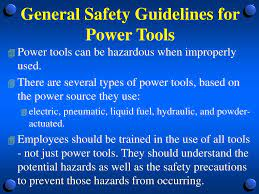 General Safety Guidelines for
Power Tools
Power tools can be hazardous when improperly
used.
There are several types of power tools, based on
the power source they use:
electric, pneumatic, liquid fuel, hydraulic, and powder-
actuated.
Employees should be trained in the use of all tools
- not just power tools. They should understand the
potential hazards as well as the safety precautions
to prevent those hazards from occurring.